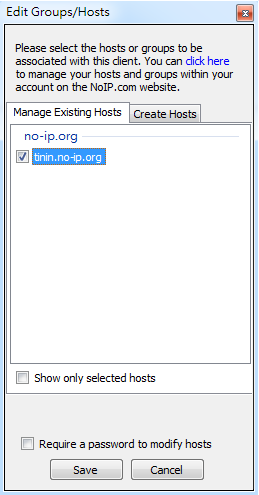 Edit Groups/Hosts
Please select the hosts or groups to be
associated with this client. You can click here
to manage your hosts and groups within your
account on the NoIP.com website.
Manage Existing Hosts Create Hosts
no-ip.org
tinin.no-ip.org
Show only selected hosts
Require a password to modify hosts
Save Cancel